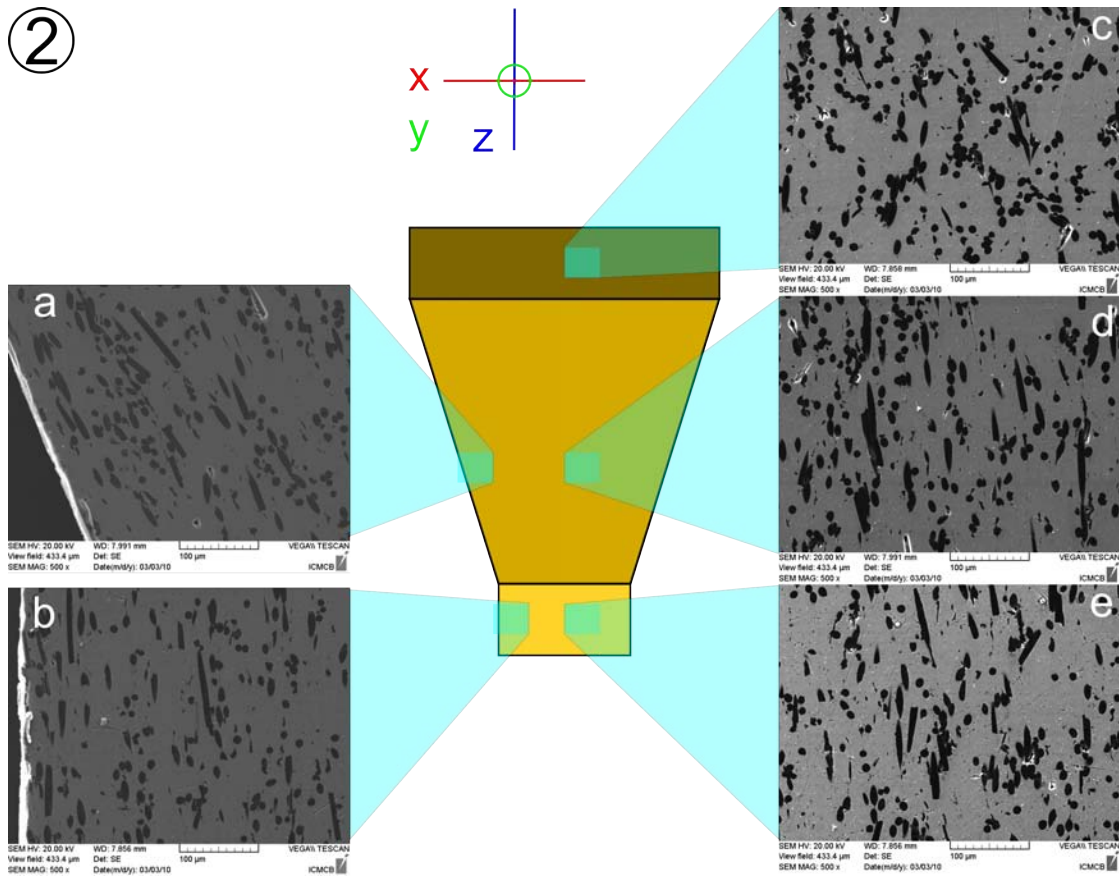 2
x
y
z
c
SEM HV: 20.00 kV WD: 7.858 mm VEGA\\ TESCAN
View field: 433.4 µm Det: SE 100 µm
SEM MAG: 500 x Date(m/d/y): 03/03/10 ICMCB
a
SEM HV: 20.00 kV WD: 7.991 mm VEGA\\ TESCAN
View field: 433.4 µm Det: SE 100 µm
SEM MAG: 500 x Date(m/d/y): 03/03/10 ICMCB
d
SEM HV: 20.00 kV WD: 7.991 mm VEGA\\ TESCAN
View field: 433.4 µm Det: SE 100 µm
SEM MAG: 500 x Date(m/d/y): 03/03/10 ICMCB
b
SEM HV: 20.00 kV WD: 7.856 mm VEGA\\ TESCAN
View field: 433.4 µm Det: SE 100 µm
SEM MAG: 500 x Date(m/d/y): 03/03/10 ICMCB
e
SEM HV: 20.00 kV WD: 7.856 mm VEGA\\ TESCAN
View field: 433.4 µm Det: SE 100 µm
SEM MAG: 500 x Date(m/d/y): 03/03/10 ICMCB